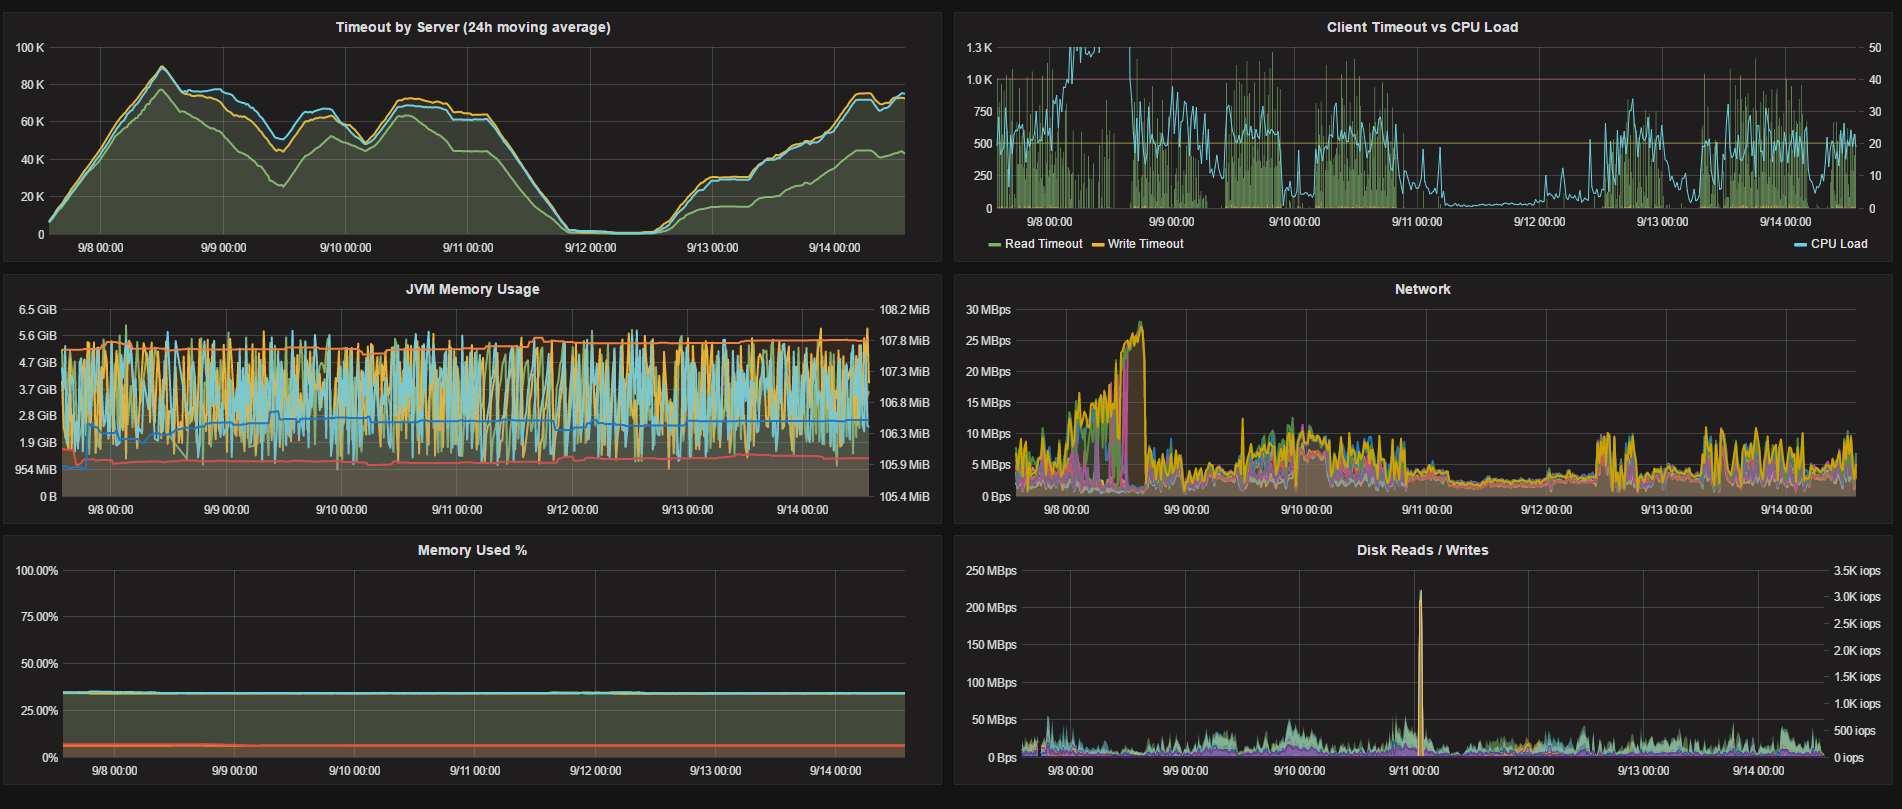 Timeout by Server (24h moving average)
100 K
80 K
60 K
40 K
20 K
0
9/8 00:00 9/9 00:00 9/10 00:00 9/11 00:00 9/12 00:00 9/13 00:00 9/14 00:00
Client Timeout vs CPU Load
1.3 K 50
1.0 K 40
750 30
500 20
250 10
0 0
9/8 00:00 9/9 00:00 9/10 00:00 9/11 00:00 9/12 00:00 9/13 00:00 9/14 00:00
Read Timeout Write Timeout CPU Load
JVM Memory Usage
6.5 GiB 108.2 MiB
5.6 GiB 107.8 MiB
4.7 GiB 107.3 MiB
3.7 GiB 106.8 MiB
2.8 GiB 106.3 MiB
1.9 GiB 105.9 MiB
954 MiB 105.4 MiB
0 B
9/8 00:00 9/9 00:00 9/10 00:00 9/11 00:00 9/12 00:00 9/13 00:00 9/14 00:00
Network
30 MBps
25 MBps
20 MBps
15 MBps
10 MBps
5 MBps
0 Bps
9/8 00:00 9/9 00:00 9/10 00:00 9/11 00:00 9/12 00:00 9/13 00:00 9/14 00:00
Memory Used %
100.00%
75.00%
50.00%
25.00%
0%
9/8 00:00 9/9 00:00 9/10 00:00 9/11 00:00 9/12 00:00 9/13 00:00 9/14 00:00
Disk Reads / Writes
250 MBps 3.5K iops
200 MBps 3.0K iops
150 MBps 2.5K iops
100 MBps 2.0K iops
50 MBps 1.5K iops
0 Bps 1.0K iops
500 iops
0 iops
9/8 00:00 9/9 00:00 9/10 00:00 9/11 00:00 9/12 00:00 9/13 00:00 9/14 00:00